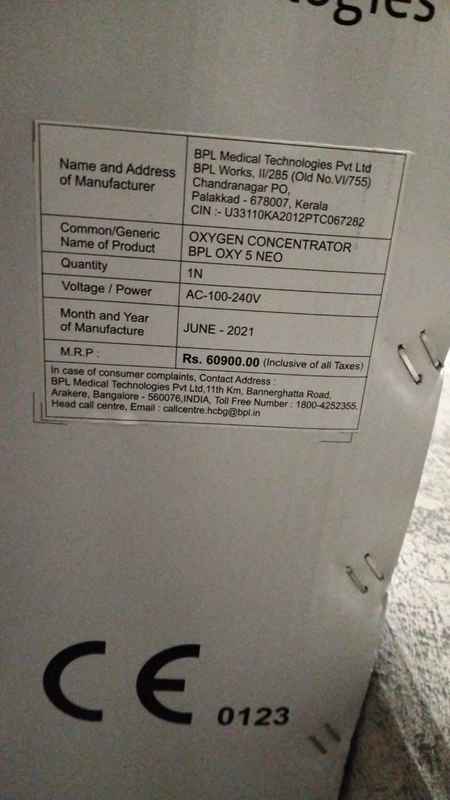 Name and Address
of Manufacturer
BPL Medical Technologies Pvt Ltd
BPL Works, II/285 (Old No.VI/755)
Chandranagar PO,
Palakkad - 678007, Kerala
CIN :- U33110KA2012PTC067282
Common/Generic
Name of Product
OXYGEN CONCENTRATOR
BPL OXY 5 NEO
Quantity
1N
Voltage / Power
AC-100-240V
Month and Year
of Manufacture
JUNE - 2021
M.R.P :
Rs. 60900.00 (Inclusive of all Taxes)
In case of consumer complaints, Contact Address :
BPL Medical Technologies Pvt Ltd,11th Km, Bannerghatta Road,
Arakere, Bangalore - 560076,INDIA, Toll Free Number : 1800-4252355,
Head call centre, Email : callcentre.hcbg@bpl.in
CE 0123